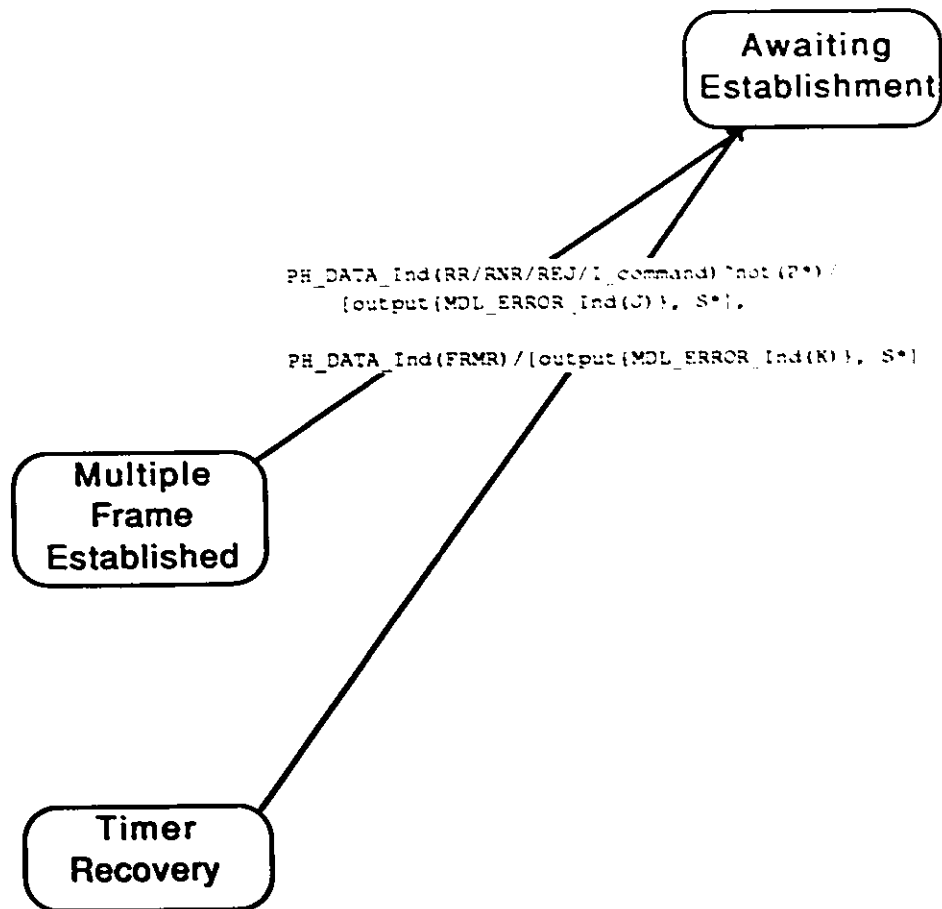 Awaiting
Establishment
PH_DATA_Ind(RR/RNR/REJ/I_command)^not(P*)/
[output{MDL_ERROR_Ind(J)}, S*],
PH_DATA_Ind(FRMR)/[output{MDL_ERROR_Ind(K)}, S*]
Multiple
Frame
Established
Timer
Recovery